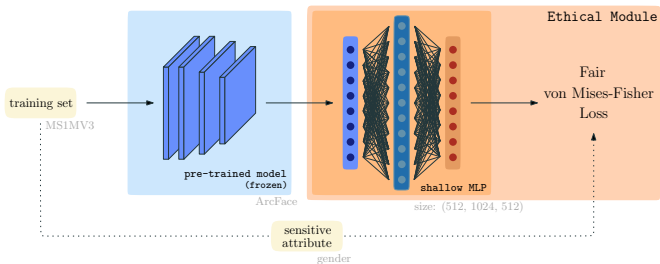 Ethical Module
training set
MS1MV3
pre-trained model
(frozen)
ArcFace
shallow MLP
size: (512, 1024, 512)
Fair
von Mises-Fisher
Loss
sensitive
attribute
gender